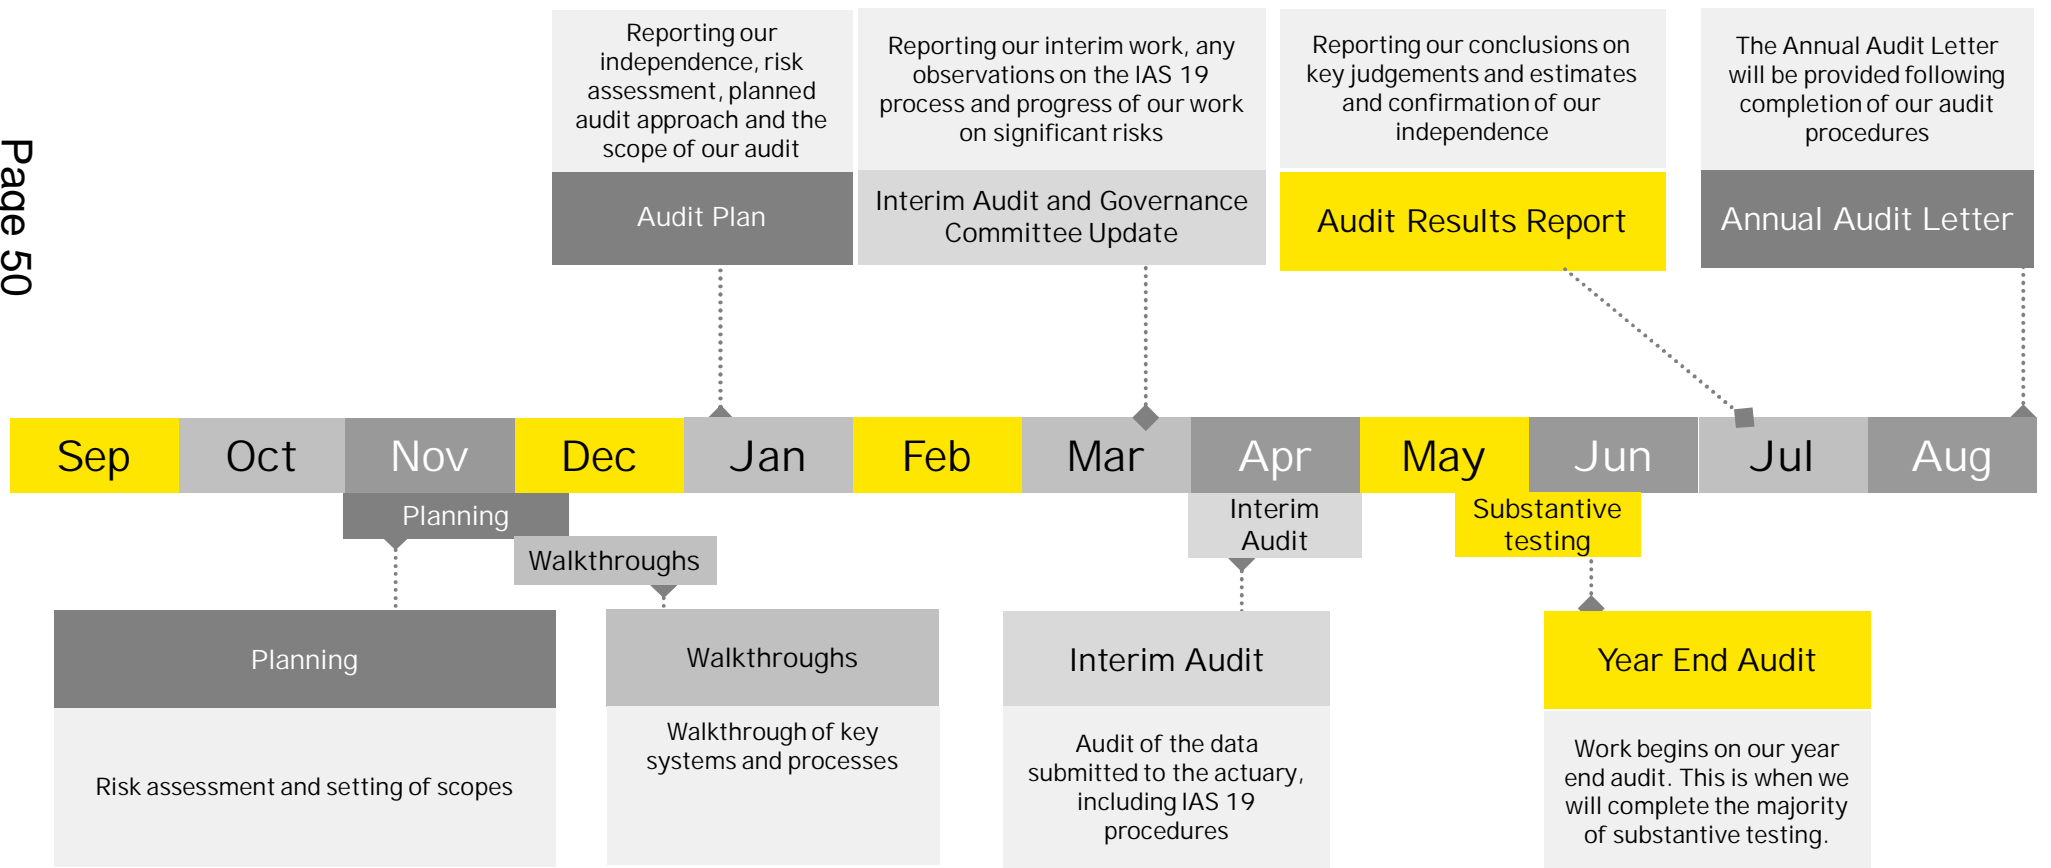 Page 50
Reporting our
independence, risk
assessment, planned
audit approach and the
scope of our audit
Audit Plan
Reporting our interim work, any
observations on the IAS 19
process and progress of our work
on significant risks
Interim Audit and Governance
Committee Update
Reporting our conclusions on
key judgements and estimates
and confirmation of our
independence
Audit Results Report
The Annual Audit Letter
will be provided following
completion of our audit
procedures
Annual Audit Letter
Sep
Oct
Nov
Dec
Jan
Feb
Mar
Apr
May
Jun
Jul
Aug
Planning
Walkthroughs
Interim
Audit
Substantive
testing
Planning
Risk assessment and setting of scopes
Walkthroughs
Walkthrough of key
systems and processes
Interim Audit
Audit of the data
submitted to the actuary,
including IAS 19
procedures
Year End Audit
Work begins on our year
end audit. This is when we
will complete the majority
of substantive testing.